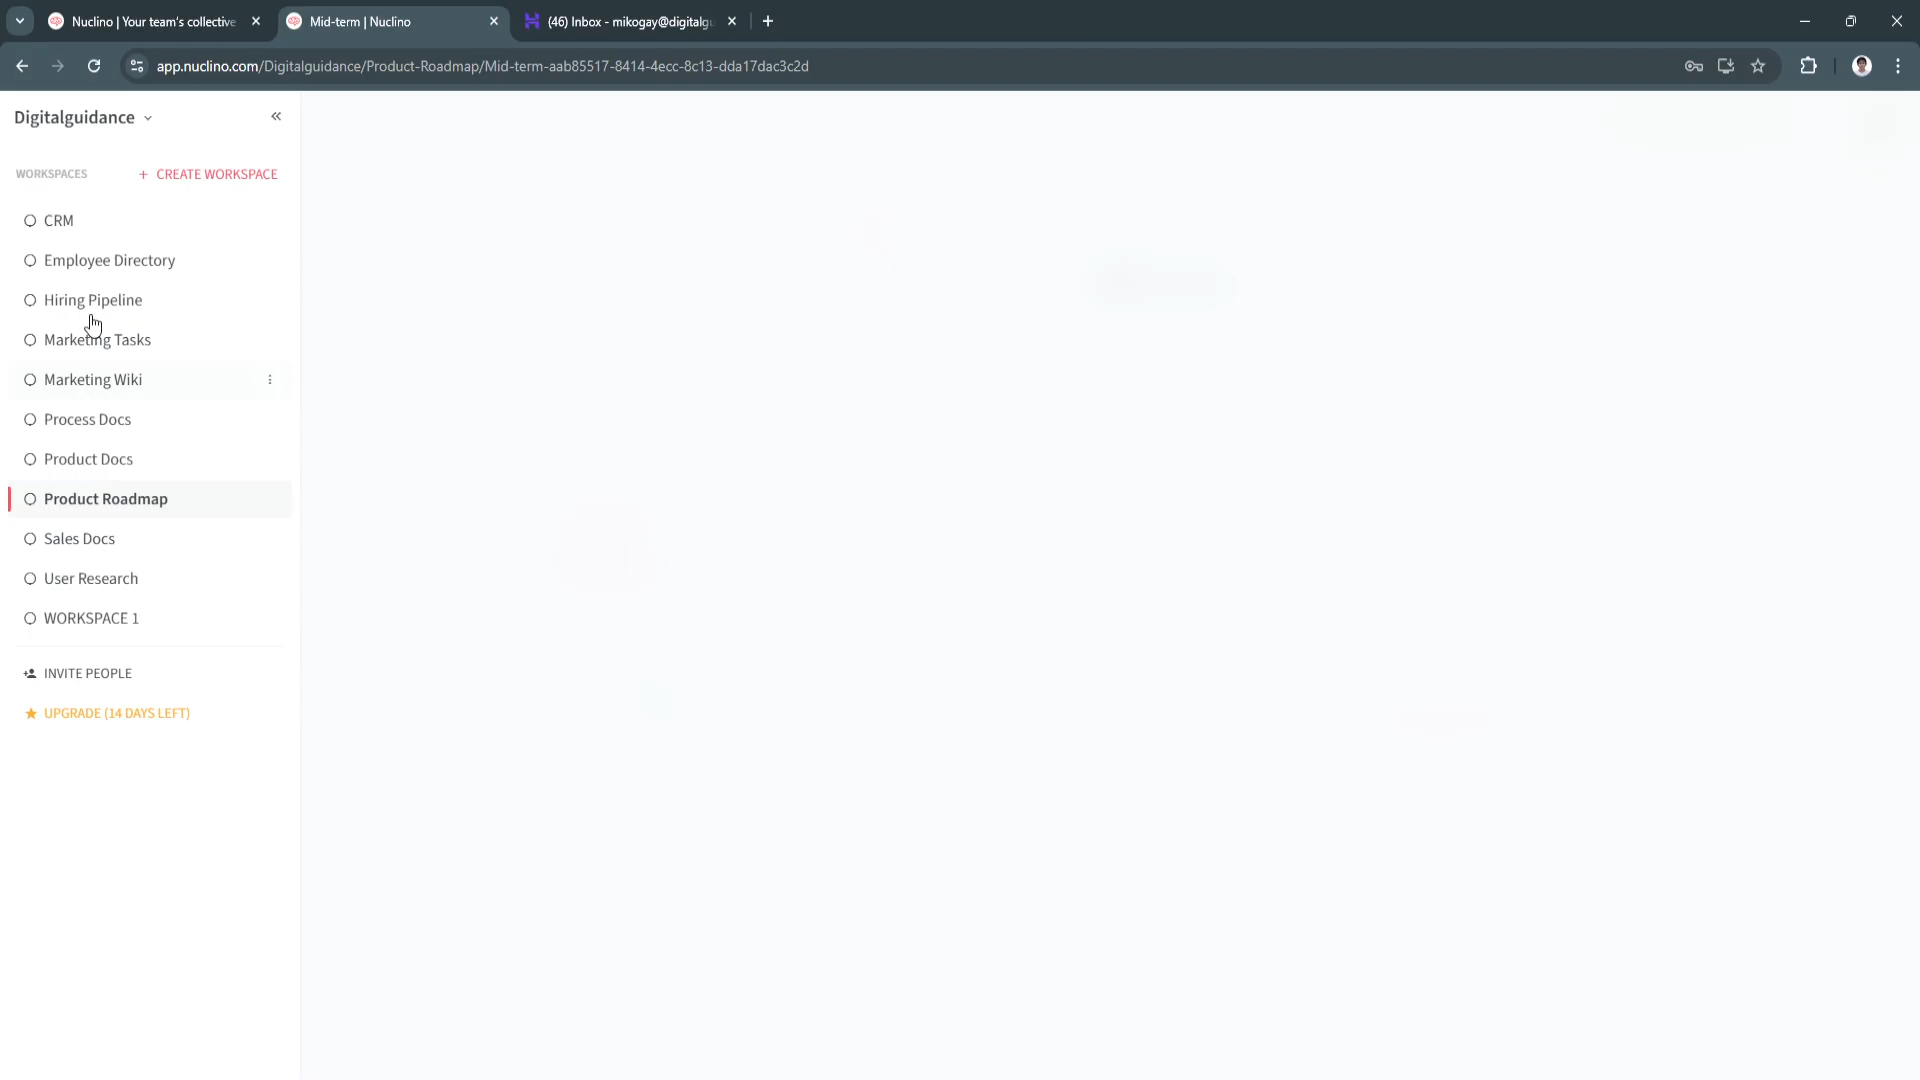 Nuclino | Your team's collective
Mid-term | Nuclino
(46) Inbox - mikogay@digitalgu
app.nuclino.com/Digitalguidance/Product-Roadmap/Mid-term-aab85517-8414-4ecc-8c13-dda17dac3c2d
Digitalguidance
WORKSPACES
+ CREATE WORKSPACE
CRM
Employee Directory
Hiring Pipeline
Marketing Tasks
Marketing Wiki
Process Docs
Product Docs
Product Roadmap
Sales Docs
User Research
WORKSPACE 1
INVITE PEOPLE
UPGRADE (14 DAYS LEFT)